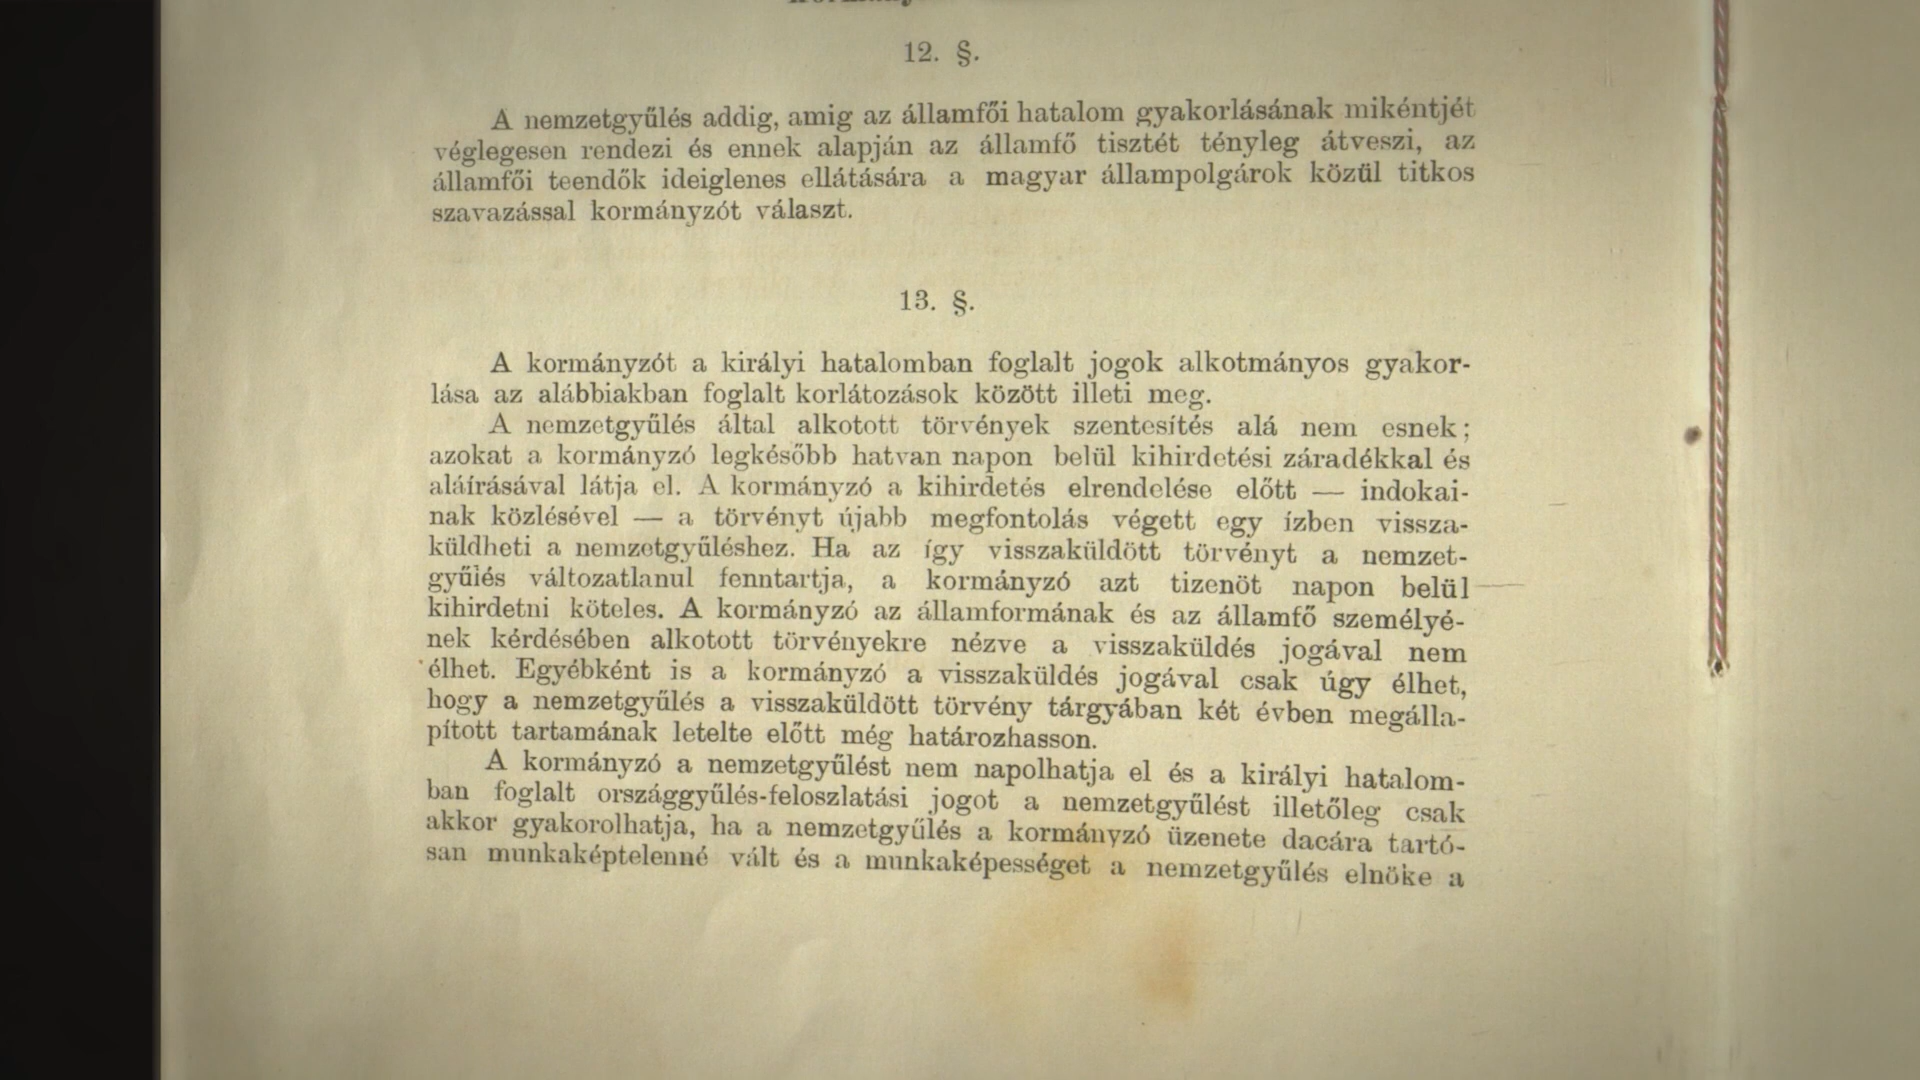 12. §.
A nemzetgyűlés addig, amig az államfői hatalom gyakorlásának mikéntjét
véglegesen rendezi és ennek alapján az államfő tisztét tényleg átveszi, az
államfői teendők ideiglenes ellátására a magyar állampolgárok közül titkos
szavazással kormányzót választ.
13. §.
A kormányzót a királyi hatalomban foglalt jogok alkotmányos gyakor-
lása az alábbiakban foglalt korlátozások között illeti meg.
A nemzetgyűlés által alkotott törvények szentesítés alá nem esnek;
azokat a kormányzó legkésőbb hatvan napon belül kihirdetési záradékkal és
aláírásával látja el. A kormányzó a kihirdetés elrendelése előtt — indokai-
nak közlésével — a törvényt újabb megfontolás végett egy ízben vissza-
küldheti a nemzetgyűléshez. Ha az így visszaküldött törvényt a nemzet-
gyűlés változatlanul fenntartja, a kormányzó azt tizenöt napon belül
kihirdetni köteles. A kormányzó az államformának és az államfő személyé-
nek kérdésében alkotott törvényekre nézve a visszaküldés jogával nem
élhet. Egyébként is a kormányzó a visszaküldés jogával csak úgy élhet,
hogy a nemzetgyűlés a visszaküldött törvény tárgyában két évben megálla-
pított tartamának letelte előtt még határozhasson.
A kormányzó a nemzetgyűlést nem napolhatja el és a királyi hatalom-
ban foglalt országgyűlés-feloszlatási jogot a nemzetgyűlést illetőleg csak
akkor gyakorolhatja, ha a nemzetgyűlés a kormányzó üzenete dacára tartó-
san munkaképtelenné vált és a munkaképességet a nemzetgyűlés elnöke a